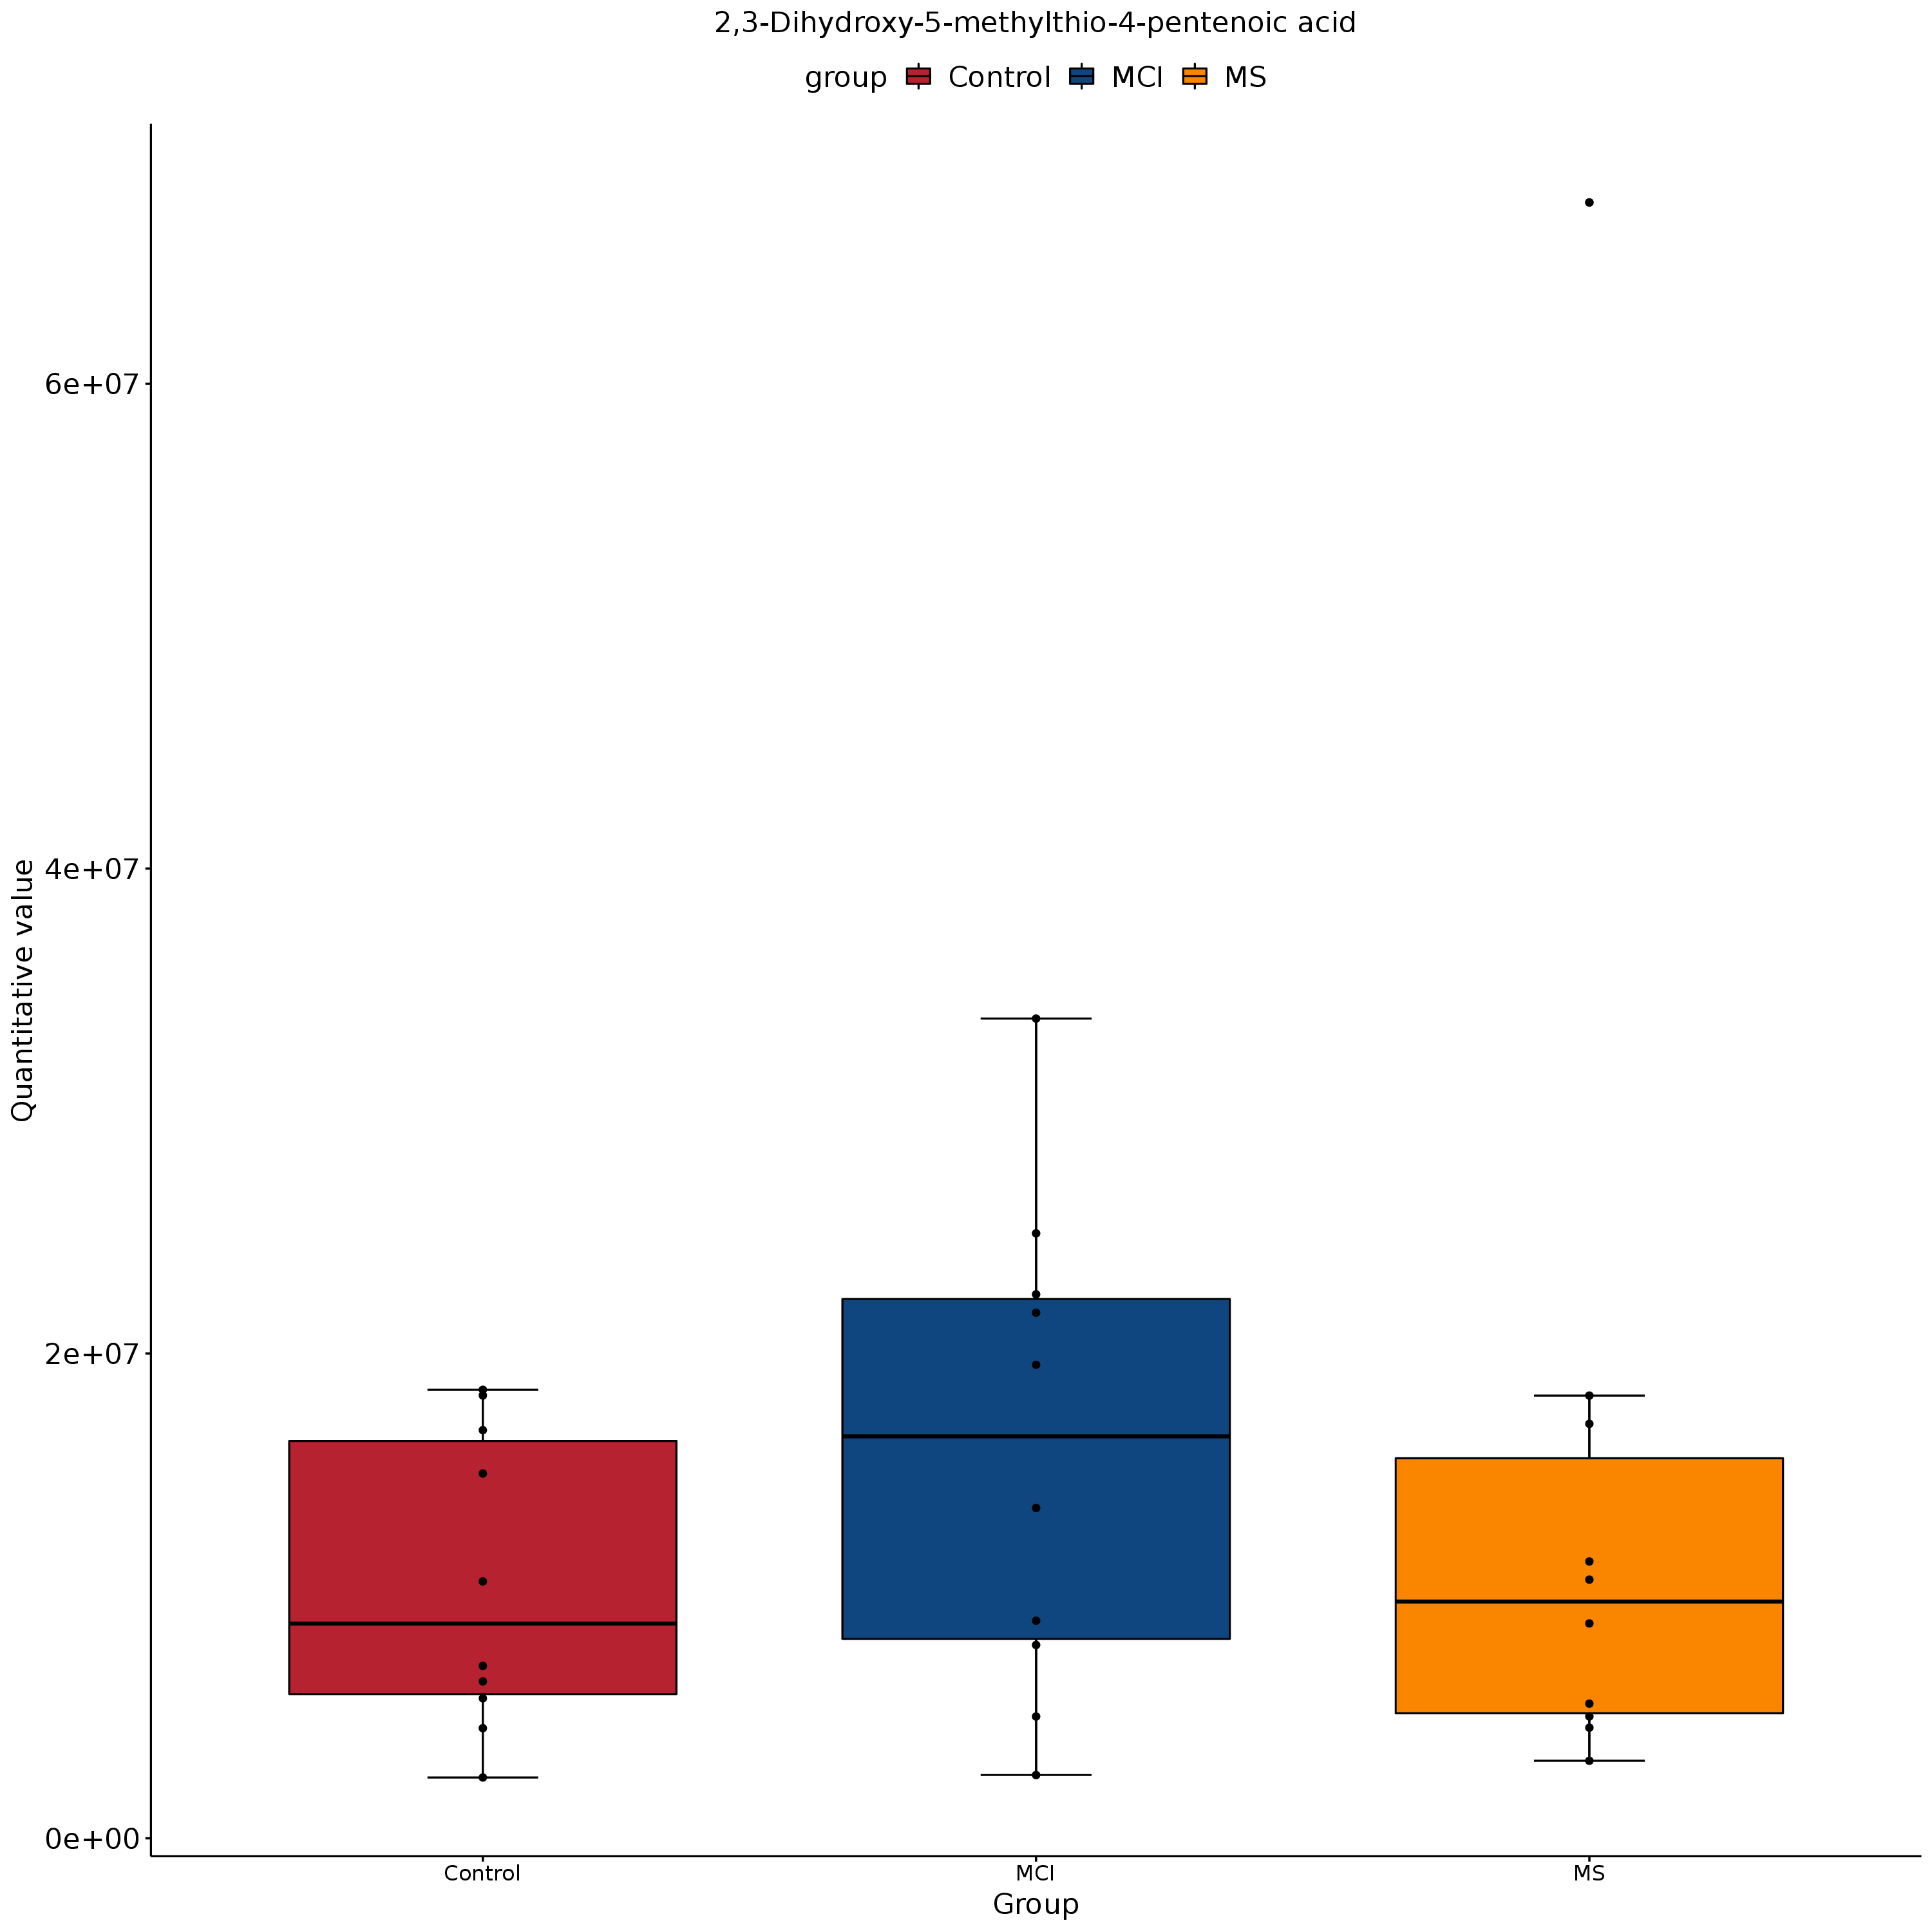 2,3-Dihydroxy-5-methylthio-4-pentenoic acid
group Control MCI MS
6e+07
4e+07
2e+07
0e+00
Quantitative value
Control MCI MS
Group